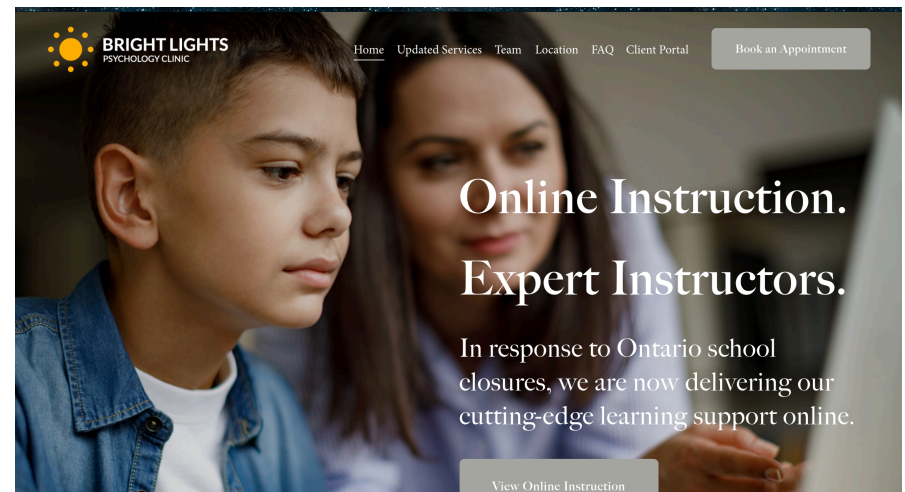 BRIGHT LIGHTS
PSYCHOLOGY CLINIC
Home Updated Services Team Location FAQ Client Portal Book an Appointment
Online Instruction.
Expert Instructors.
In response to Ontario school
closures, we are now delivering our
cutting-edge learning support online.
View Online Instruction